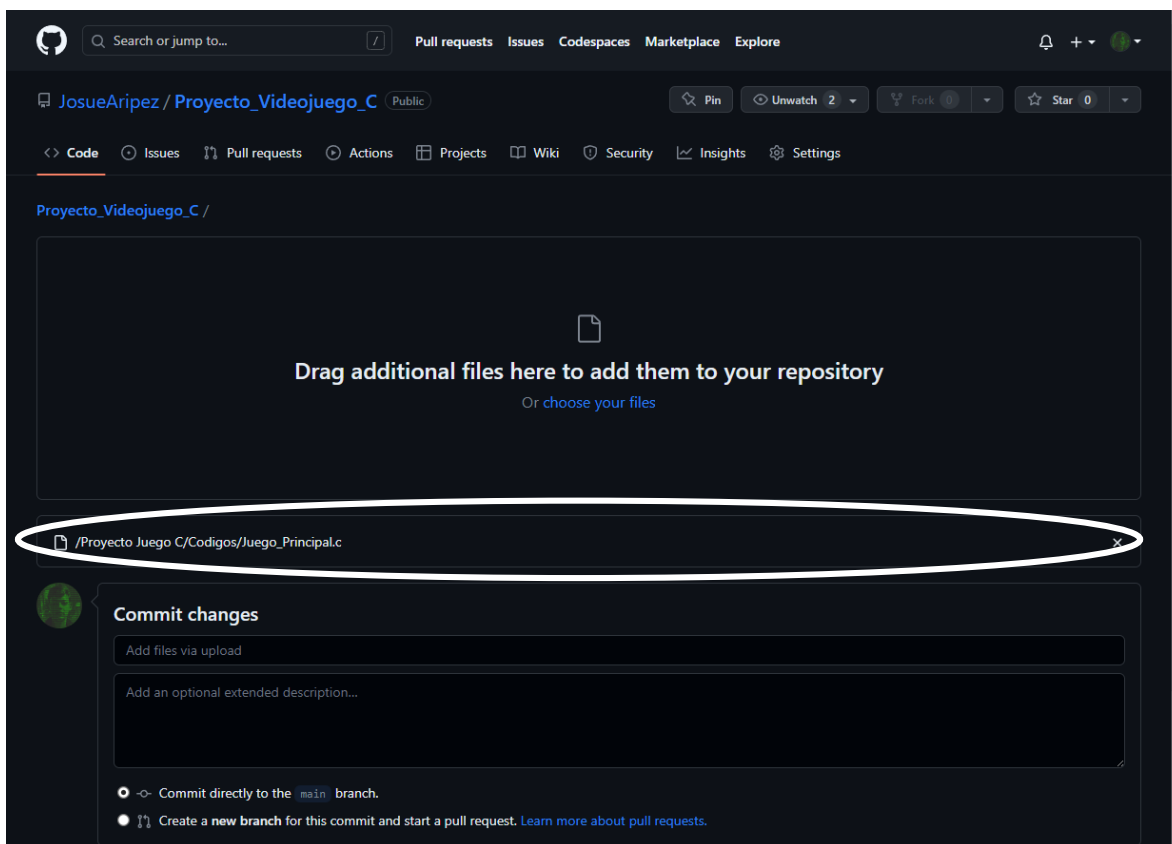 Search or jump to... / Pull requests Issues Codespaces Marketplace Explore
JosueAripez / Proyecto_Videojuego_C Public Pin Unwatch 2 Fork 0 Star 0
Code Issues Pull requests Actions Projects Wiki Security Insights Settings
Proyecto_Videojuego_C /
Drag additional files here to add them to your repository
Or choose your files
/Proyecto Juego C/Codigos/Juego_Principal.c
Commit changes
Add files via upload
Add an optional extended description...
Commit directly to the main branch.
Create a new branch for this commit and start a pull request. Learn more about pull requests.